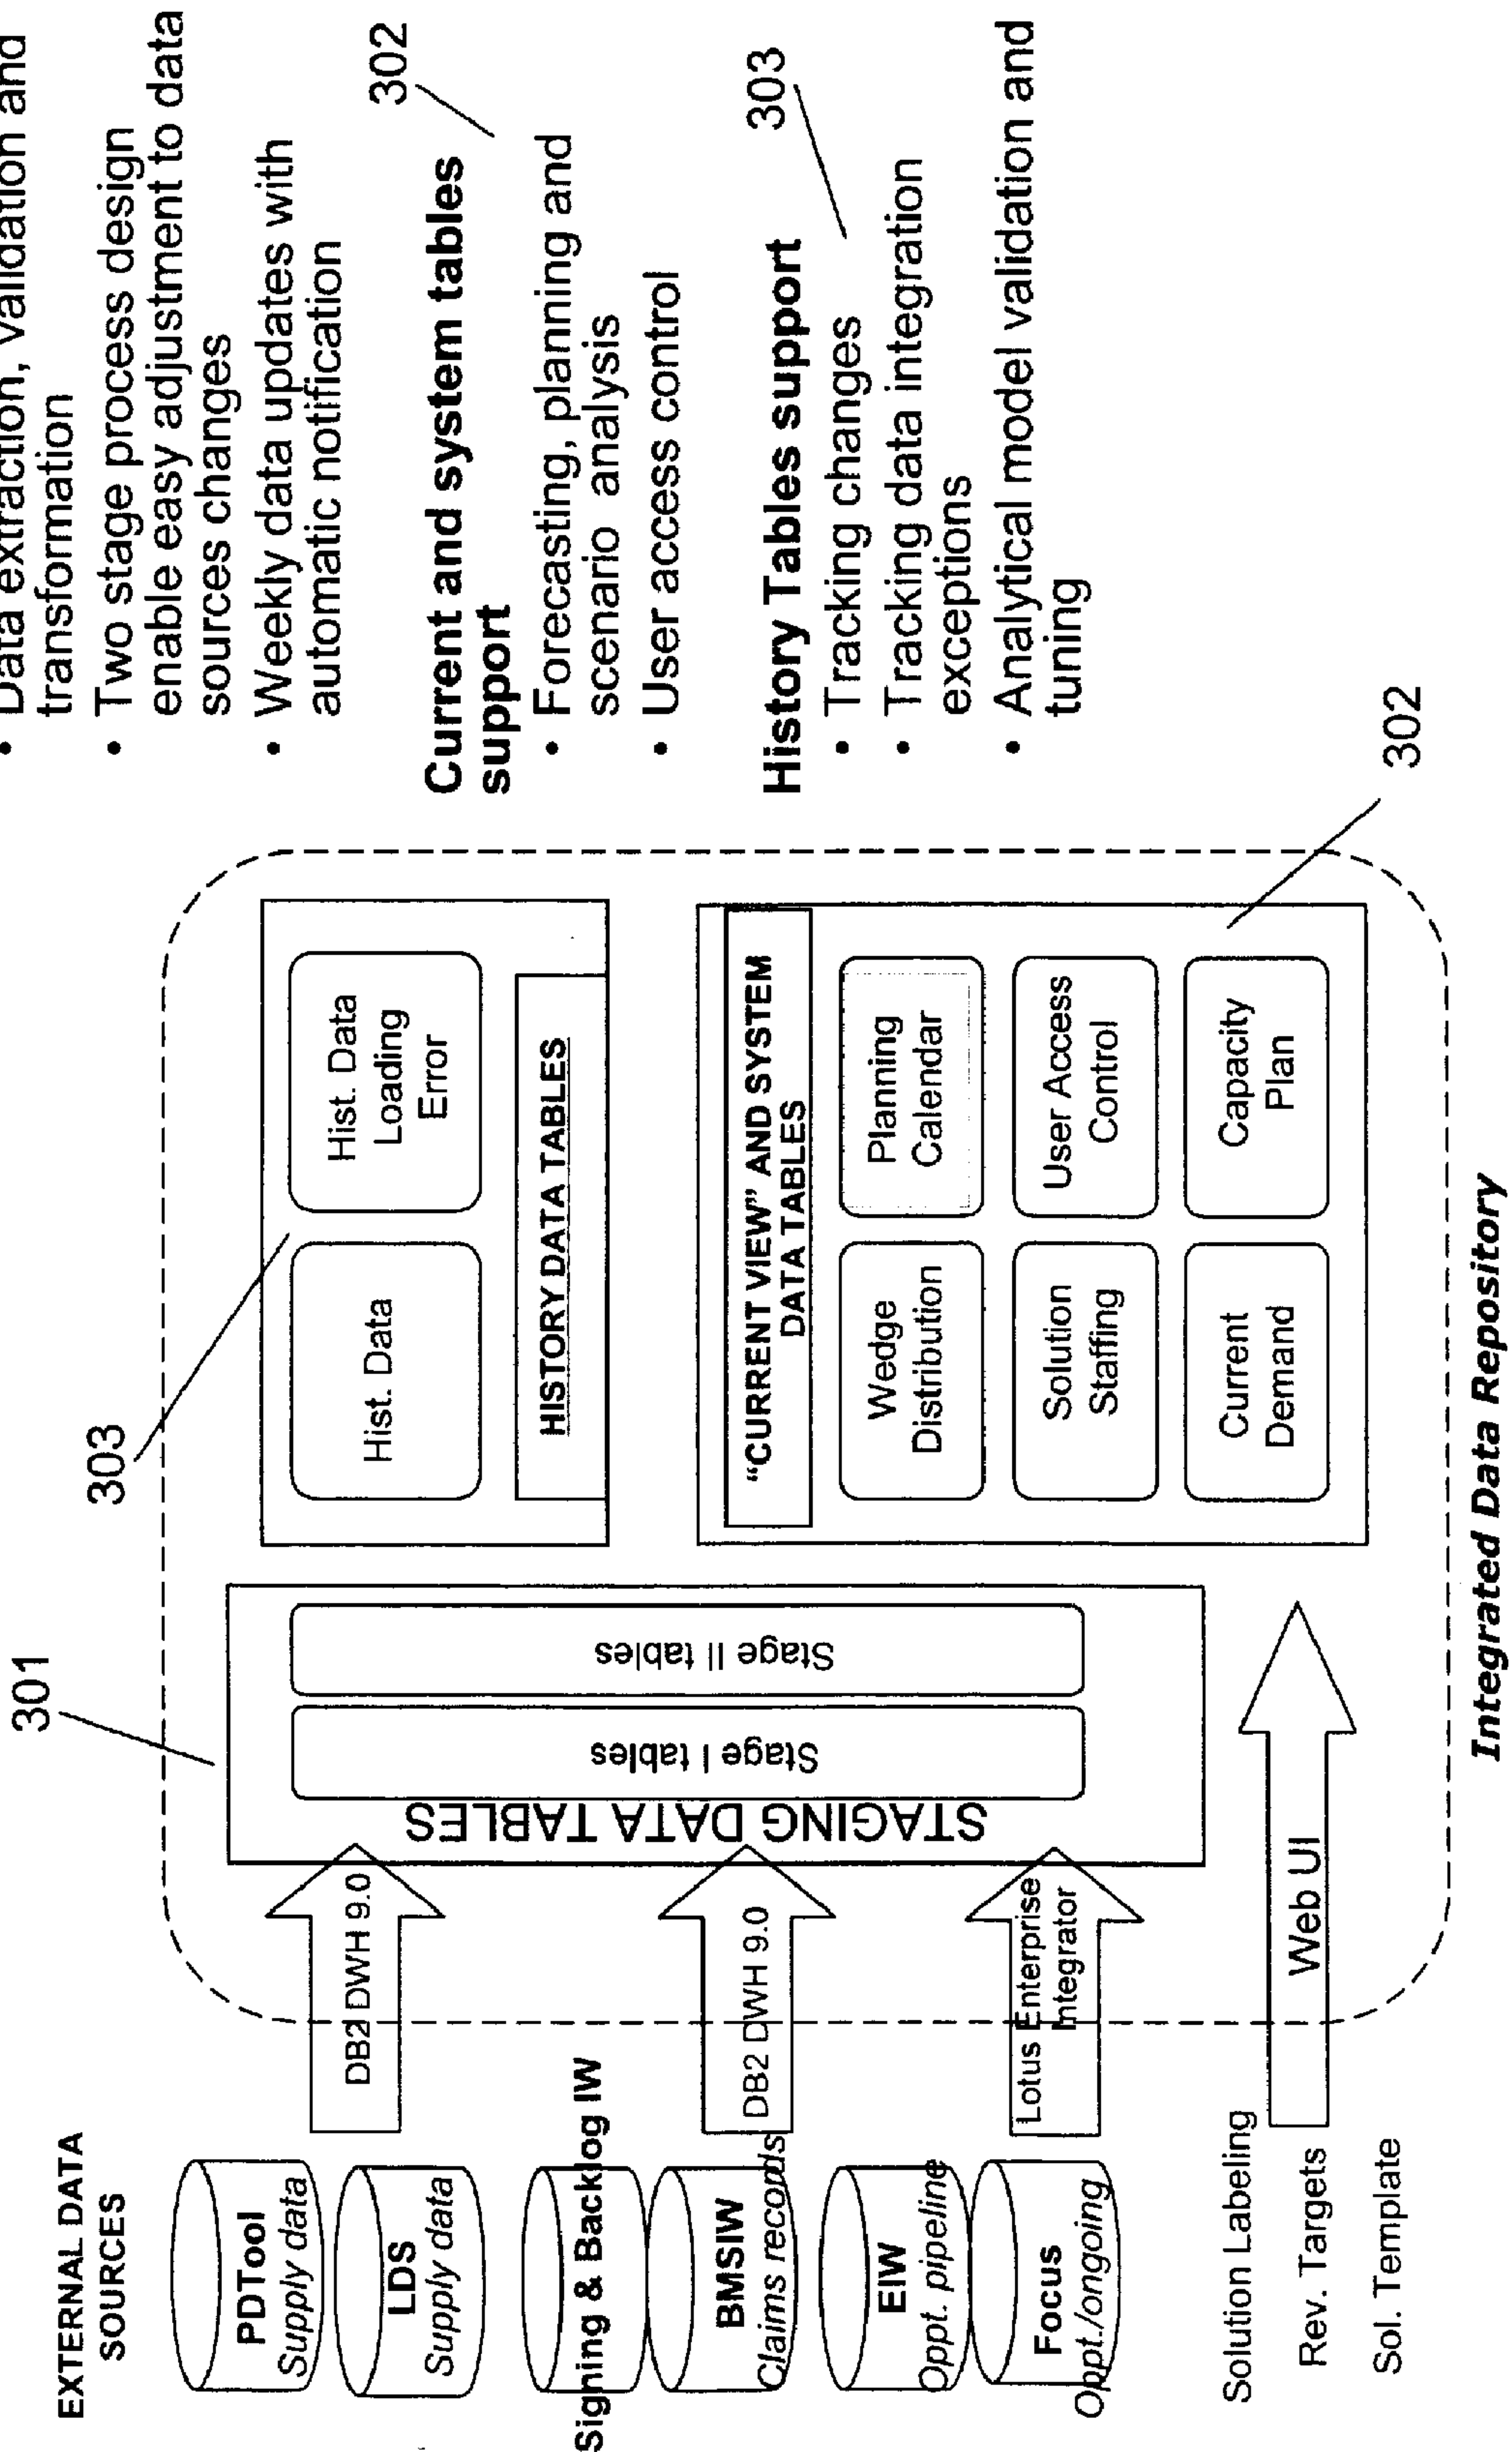 EXTERNAL DATA
SOURCES
PDTool
Supply data
LDS
Supply data
Signing & Backlog IW
BMSIW
Claims records
EIW
Oppt. pipeline
Focus
Oppt./ongoing
Solution Labeling
Rev. Targets
Sol. Template
DB2 DWH 9.0
DB2 DWH 9.0
Lotus Enterprise
Integrator
Web UI
301
STAGING DATA TABLES
Stage I tables
Stage II tables
303
Hist. Data
Hist. Data
Loading
Error
HISTORY DATA TABLES
"CURRENT VIEW" AND SYSTEM
DATA TABLES
Wedge
Distribution
Planning
Calendar
Solution
Staffing
User Access
Control
Current
Demand
Capacity
Plan
302
Integrated Data Repository
• Data extraction, validation and
transformation
• Two stage process design
enable easy adjustment to data
sources changes
• Weekly data updates with
automatic notification
302
Current and system tables
support
• Forecasting, planning and
scenario analysis
• User access control
303
History Tables support
• Tracking changes
• Tracking data integration
exceptions
• Analytical model validation and
tuning